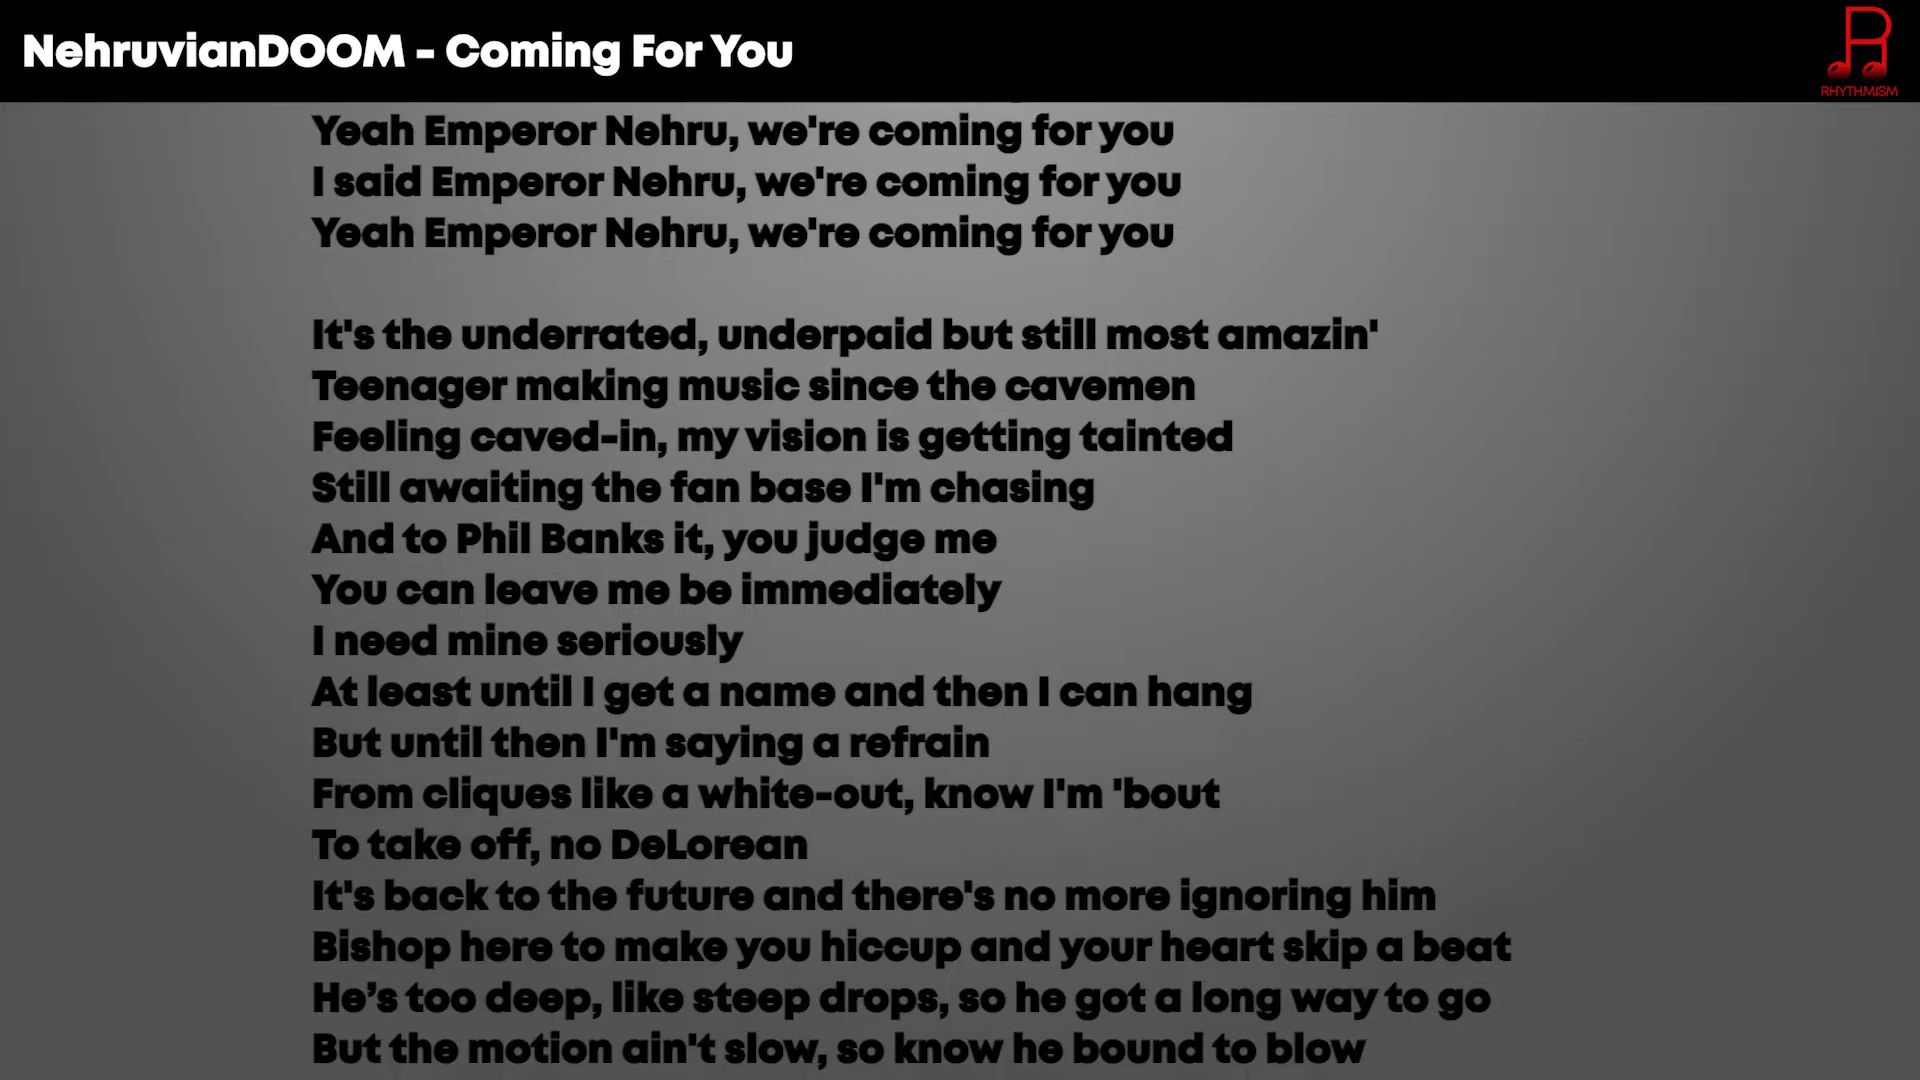 NehruvianDOOM - Coming For You
RHYTHMISM
Yeah Emperor Nehru, we're coming for you
I said Emperor Nehru, we're coming for you
Yeah Emperor Nehru, we're coming for you
It's the underrated, underpaid but still most amazin'
Teenager making music since the cavemen
Feeling caved-in, my vision is getting tainted
Still awaiting the fan base I'm chasing
And to Phil Banks it, you judge me
You can leave me be immediately
I need mine seriously
At least until I get a name and then I can hang
But until then I'm saying a refrain
From cliques like a white-out, know I'm 'bout
To take off, no DeLorean
It's back to the future and there's no more ignoring him
Bishop here to make you hiccup and your heart skip a beat
He’s too deep, like steep drops, so he got a long way to go
But the motion ain't slow, so know he bound to blow